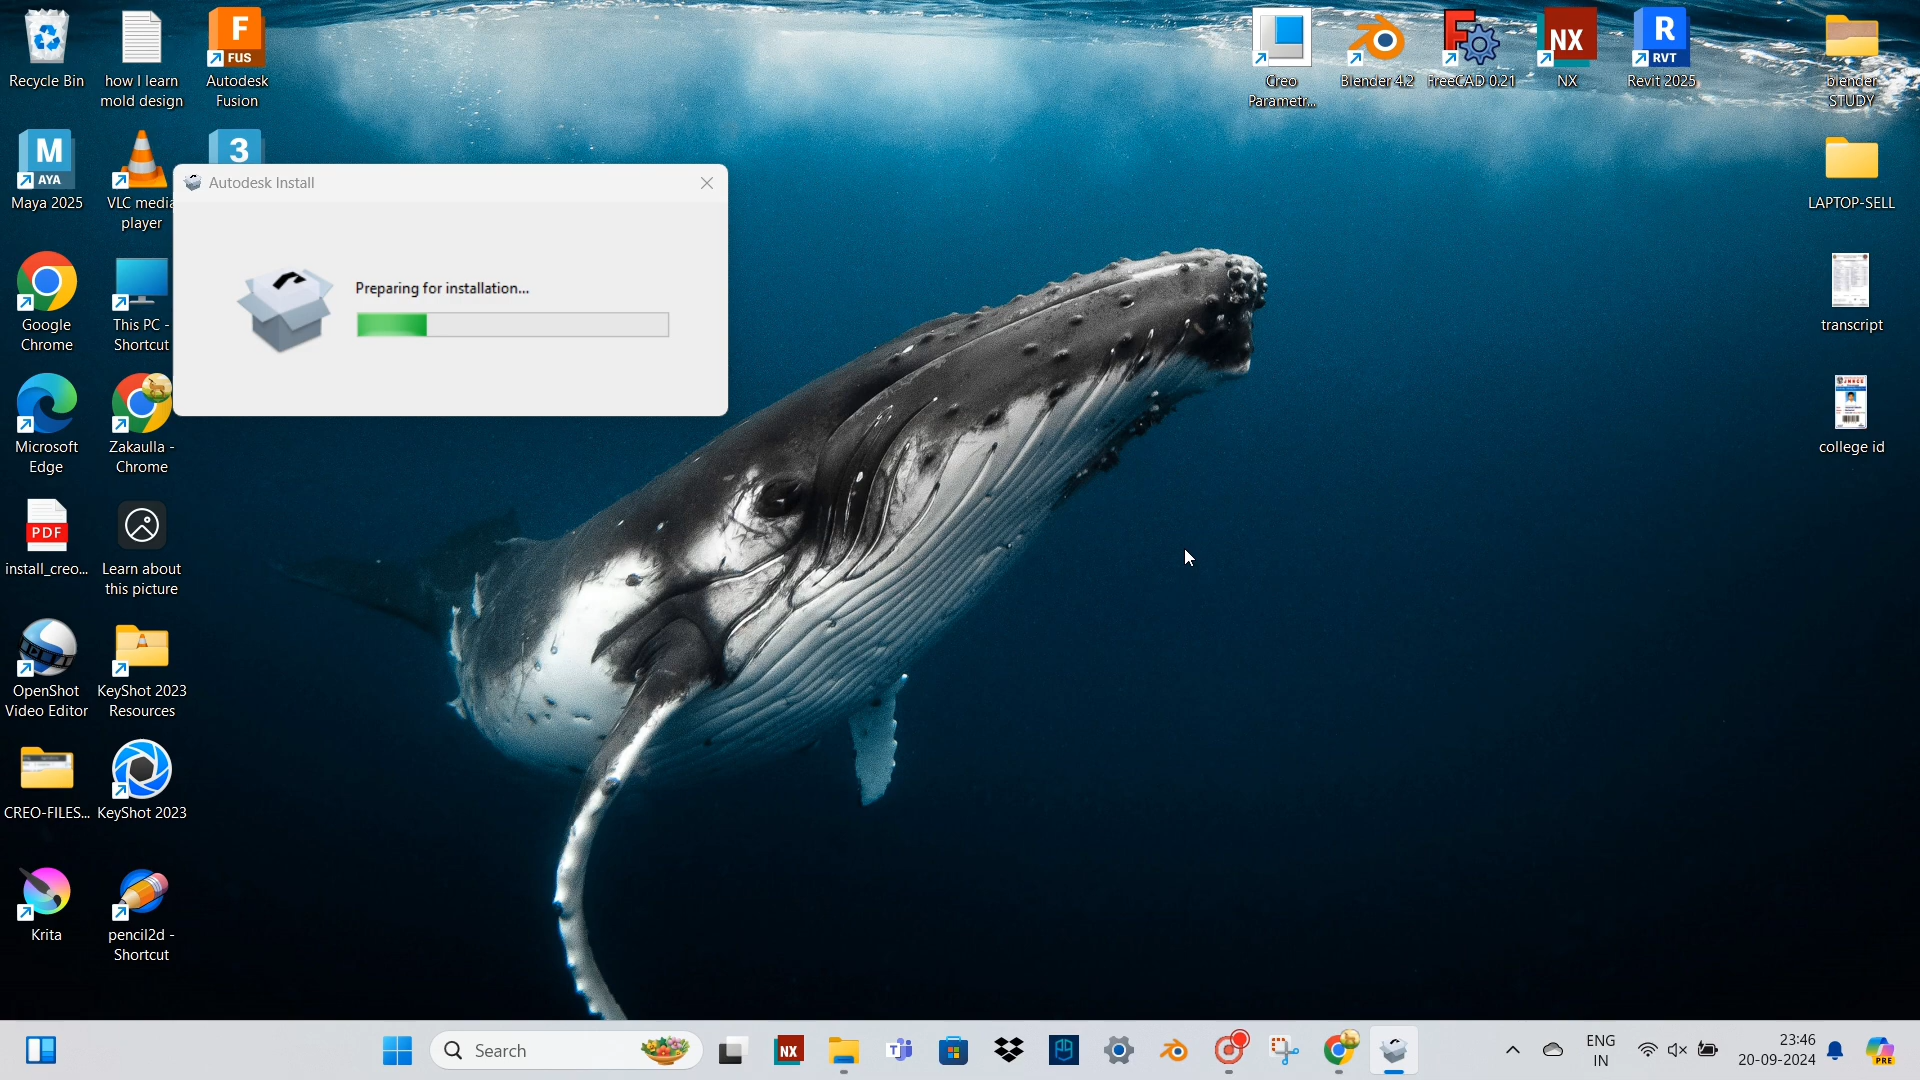 Recycle Bin
how I learn
mold design
F
FUS
Autodesk
Fusion
Creo
Parametr...
Blender 4.2
FreeCAD 0.21
NX
NX
R
RVT
Revit 2025
blender
STUDY
M
AYA
Maya 2025
VLC media
player
3
LAPTOP-SELL
Autodesk Install
Preparing for installation...
Google
Chrome
This PC -
Shortcut
transcript
Microsoft
Edge
Zakaulla -
Chrome
college id
PDF
install_creo...
Learn about
this picture
OpenShot
Video Editor
KeyShot 2023
Resources
CREO-FILES...
KeyShot 2023
Krita
pencil2d -
Shortcut
Search
NX
ENG
IN
23:46
20-09-2024
PRE